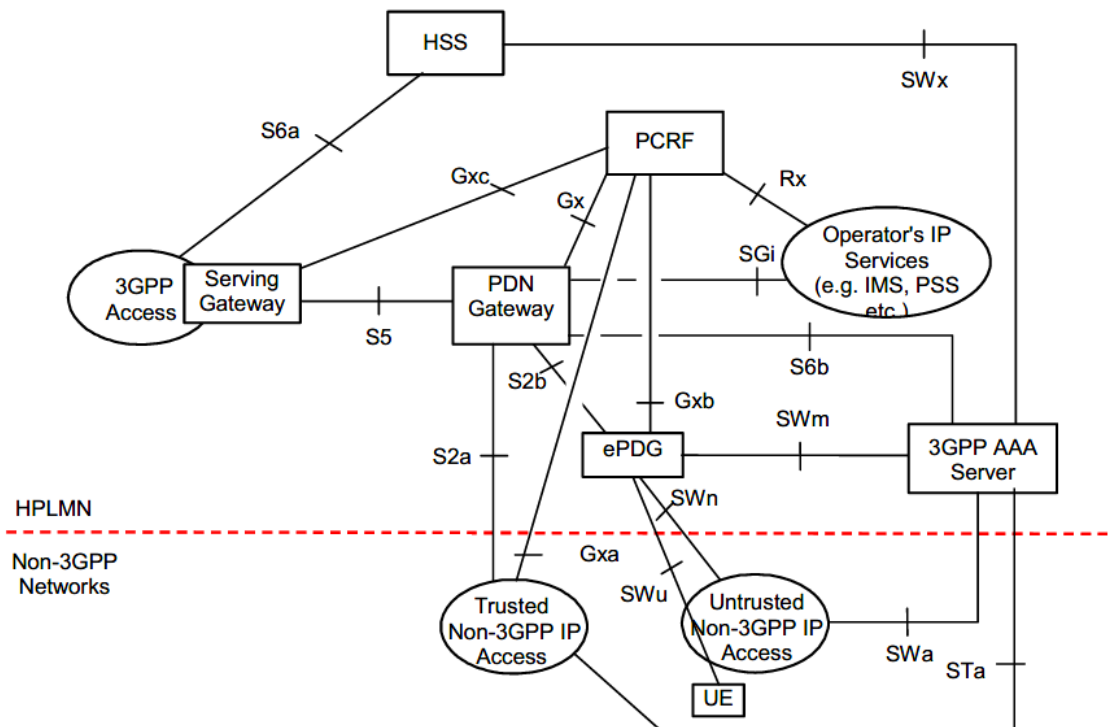 HSS
SWx
S6a
PCRF
Gxc
Rx
Gx
Operator's IP
Services
(e.g. IMS, PSS
etc.)
SGi
3GPP
Access
Serving
Gateway
PDN
Gateway
S5
S6b
S2b
Gxb
SWm
ePDG
3GPP AAA
Server
S2a
SWn
HPLMN
Non-3GPP
Networks
Gxa
SWu
Trusted
Non-3GPP IP
Access
Untrusted
Non-3GPP IP
Access
SWa
STa
UE